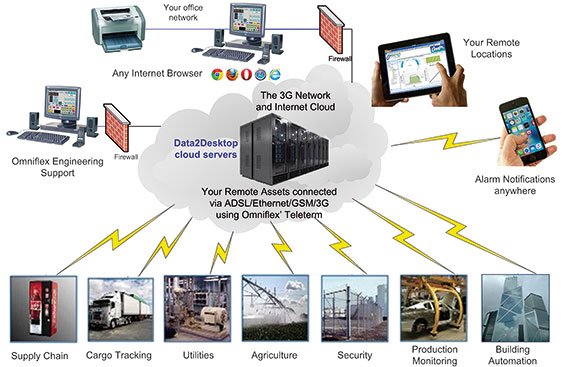 Your office
network
Firewall
Any Internet Browser
Your Remote
Locations
The 3G Network
and Internet Cloud
Data2Desktop
cloud servers
Omniflex Engineering
Support
Firewall
Alarm Notifications
anywhere
Your Remote Assets connected
via ADSL/Ethernet/GSM/3G
using Omniflex' Teleterm
Supply Chain
Cargo Tracking
Utilities
Agriculture
Security
Production
Monitoring
Building
Automation